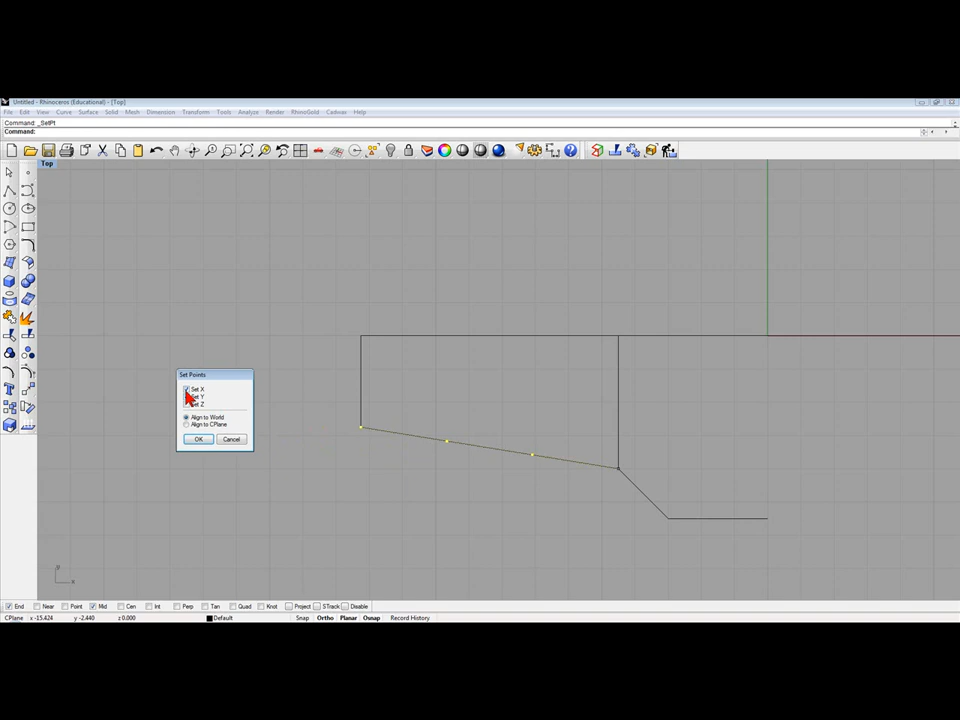 Untitled - Rhinoceros (Educational) - [Top]
File Edit View Curve Surface Solid Mesh Dimension Transform Tools Analyze Render RhinoGold Cadway Help
Command: _SetPt
Command:
Top
Set Points
Set X
Set Y
Set Z
Align to World
Align to CPlane
OK Cancel
y
x
End Near Point Mid Cen Int Perp Tan Quad Knot Project STrack Disable
CPlane x -15.424 y -2.440 z 0.000 Default Snap Ortho Planar Osnap Record History